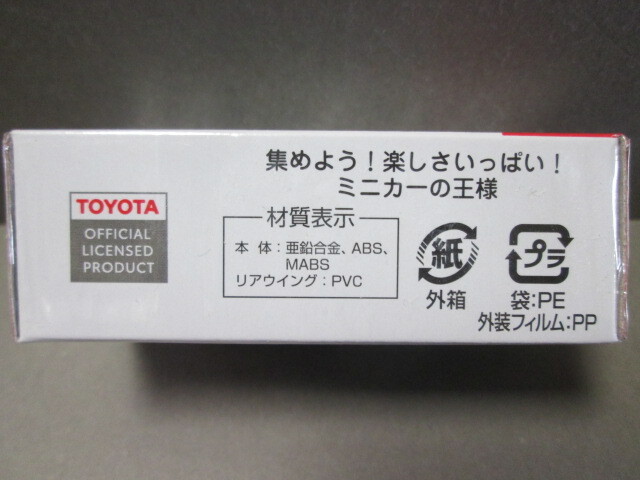 集めよう！楽しさいっぱい！
ミニカーの王様
TOYOTA
OFFICIAL
LICENSED
PRODUCT
材質表示
本 体：亜鉛合金、ABS、
MABS
リアウイング：PVC
紙
外箱
プラ
袋:PE
外装フィルム:PP